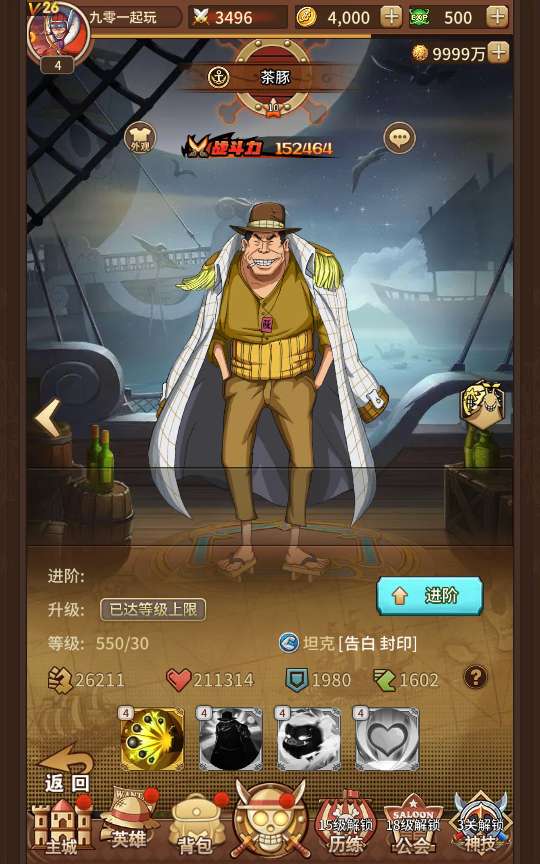 V26
九零一起玩
3496
4,000
EXP
500
4
9999万
茶豚
10
外观
战斗力 152464
进阶:
进阶
升级: 已达等级上限
等级: 550/30
坦克 [告白 封印]
26211
211314
1980
1602
?
4
4
4
4
返回
WANTED
SALOON
15级解锁
18级解锁
3关解锁
主城
英雄
背包
历练
公会
神技